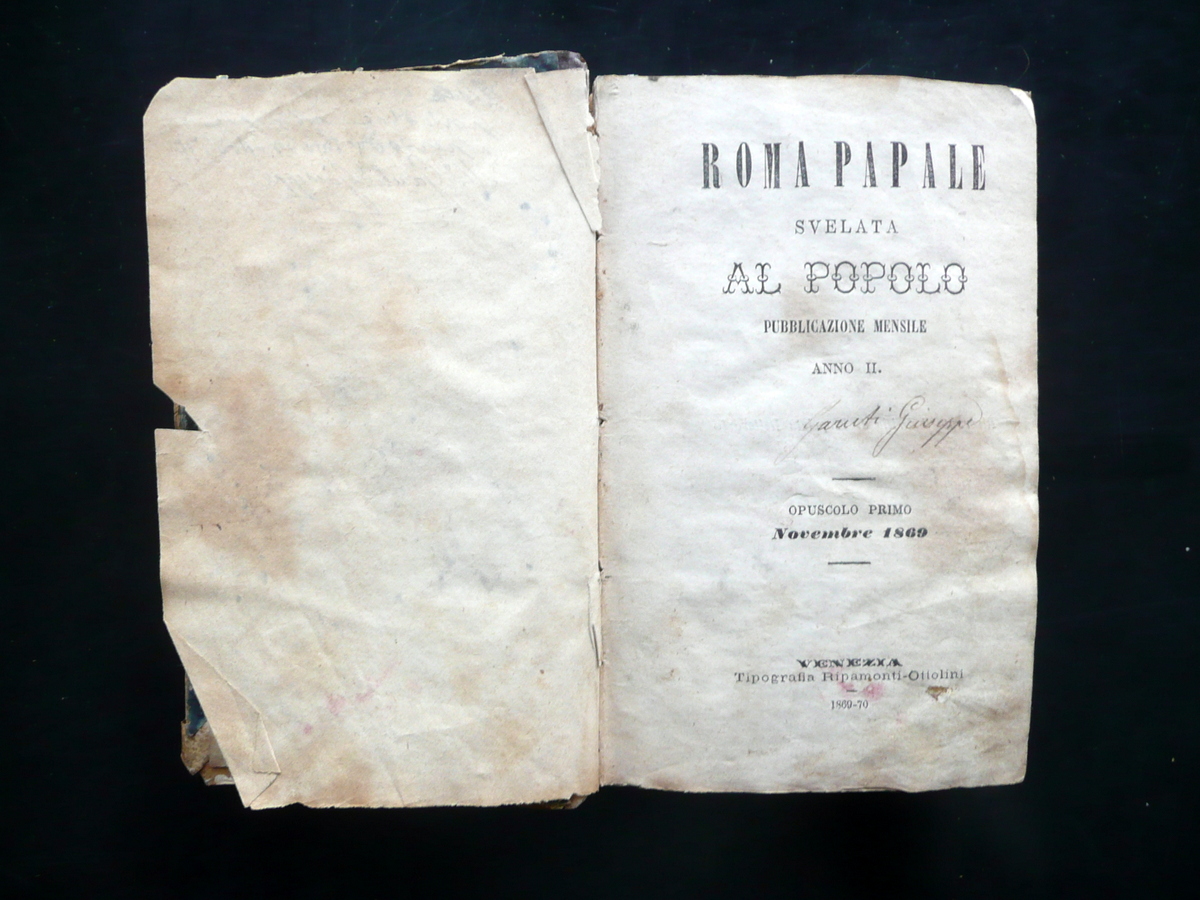 ROMA PAPALE
SVELATA
AL POPOLO
PUBBLICAZIONE MENSILE
ANNO II.
Giuseppe
OPUSCOLO PRIMO
Novembre 1869
VENEZIA
Tipografia Ripamonti-Ottolini
1869-70